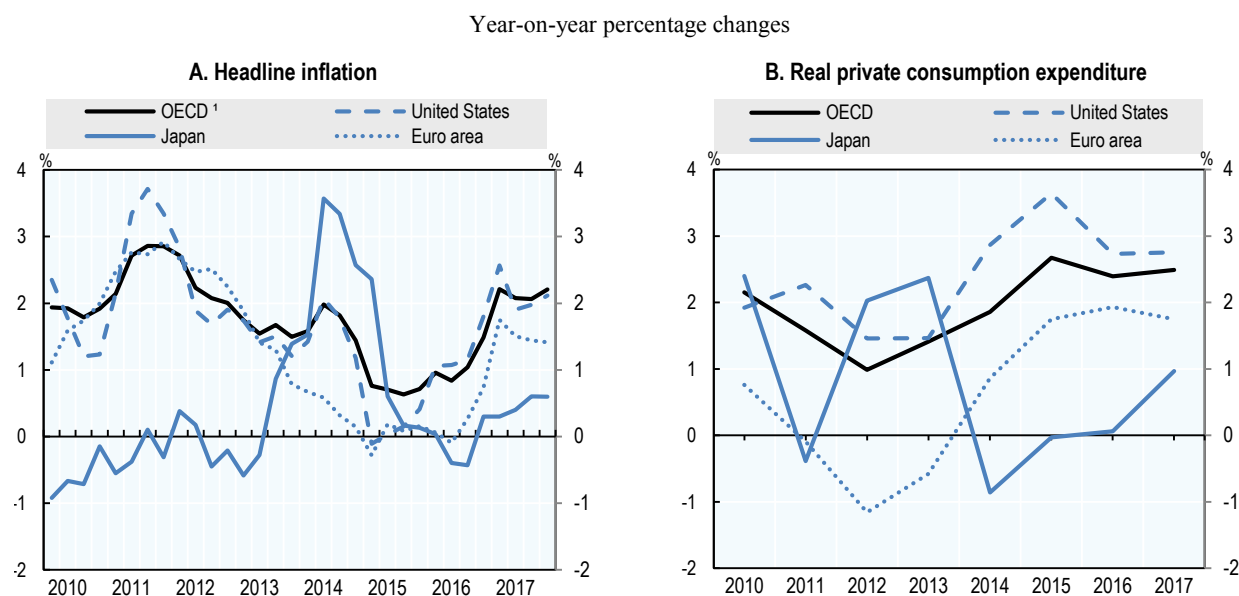 Year-on-year percentage changes
A. Headline inflation
OECD ¹
United States
Japan
Euro area
%
%
4
4
3
3
2
2
1
1
0
0
-1
-1
-2
-2
2010 2011 2012 2013 2014 2015 2016 2017
B. Real private consumption expenditure
OECD
United States
Japan
Euro area
%
%
4
4
3
3
2
2
1
1
0
0
-1
-1
-2
-2
2010 2011 2012 2013 2014 2015 2016 2017